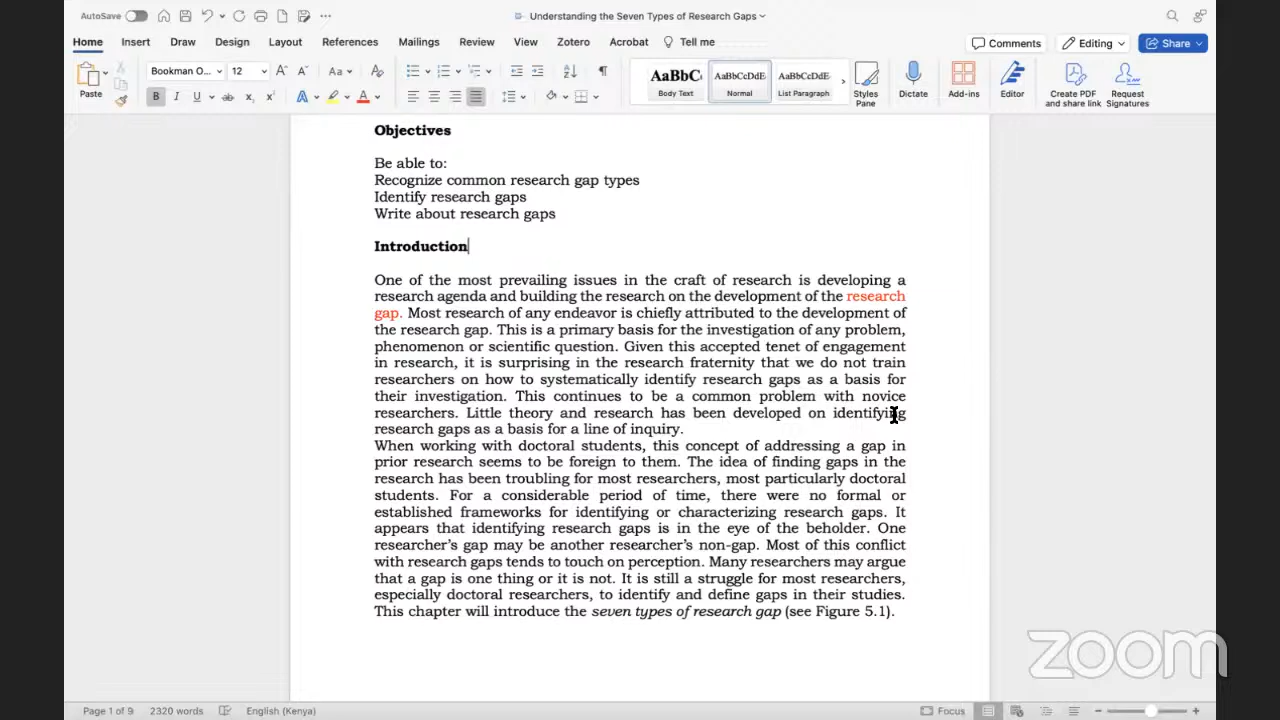 AutoSave
Understanding the Seven Types of Research Gaps
Home Insert Draw Design Layout References Mailings Review View Zotero Acrobat Tell me
Comments Editing Share
Paste
Bookman O... 12
Aa
B I U ab x₂ x²
AaBbC
Body Text
AaBbCcDdE
Normal
AaBbCcDdE
List Paragraph
Styles
Pane
Dictate
Add-ins
Editor
Create PDF
and share link
Request
Signatures
Objectives
Be able to:
Recognize common research gap types
Identify research gaps
Write about research gaps
Introduction
One of the most prevailing issues in the craft of research is developing a
research agenda and building the research on the development of the research
gap. Most research of any endeavor is chiefly attributed to the development of
the research gap. This is a primary basis for the investigation of any problem,
phenomenon or scientific question. Given this accepted tenet of engagement
in research, it is surprising in the research fraternity that we do not train
researchers on how to systematically identify research gaps as a basis for
their investigation. This continues to be a common problem with novice
researchers. Little theory and research has been developed on identifying
research gaps as a basis for a line of inquiry.
When working with doctoral students, this concept of addressing a gap in
prior research seems to be foreign to them. The idea of finding gaps in the
research has been troubling for most researchers, most particularly doctoral
students. For a considerable period of time, there were no formal or
established frameworks for identifying or characterizing research gaps. It
appears that identifying research gaps is in the eye of the beholder. One
researcher’s gap may be another researcher’s non-gap. Most of this conflict
with research gaps tends to touch on perception. Many researchers may argue
that a gap is one thing or it is not. It is still a struggle for most researchers,
especially doctoral researchers, to identify and define gaps in their studies.
This chapter will introduce the seven types of research gap (see Figure 5.1).
zoom
Page 1 of 9 2320 words English (Kenya) Focus